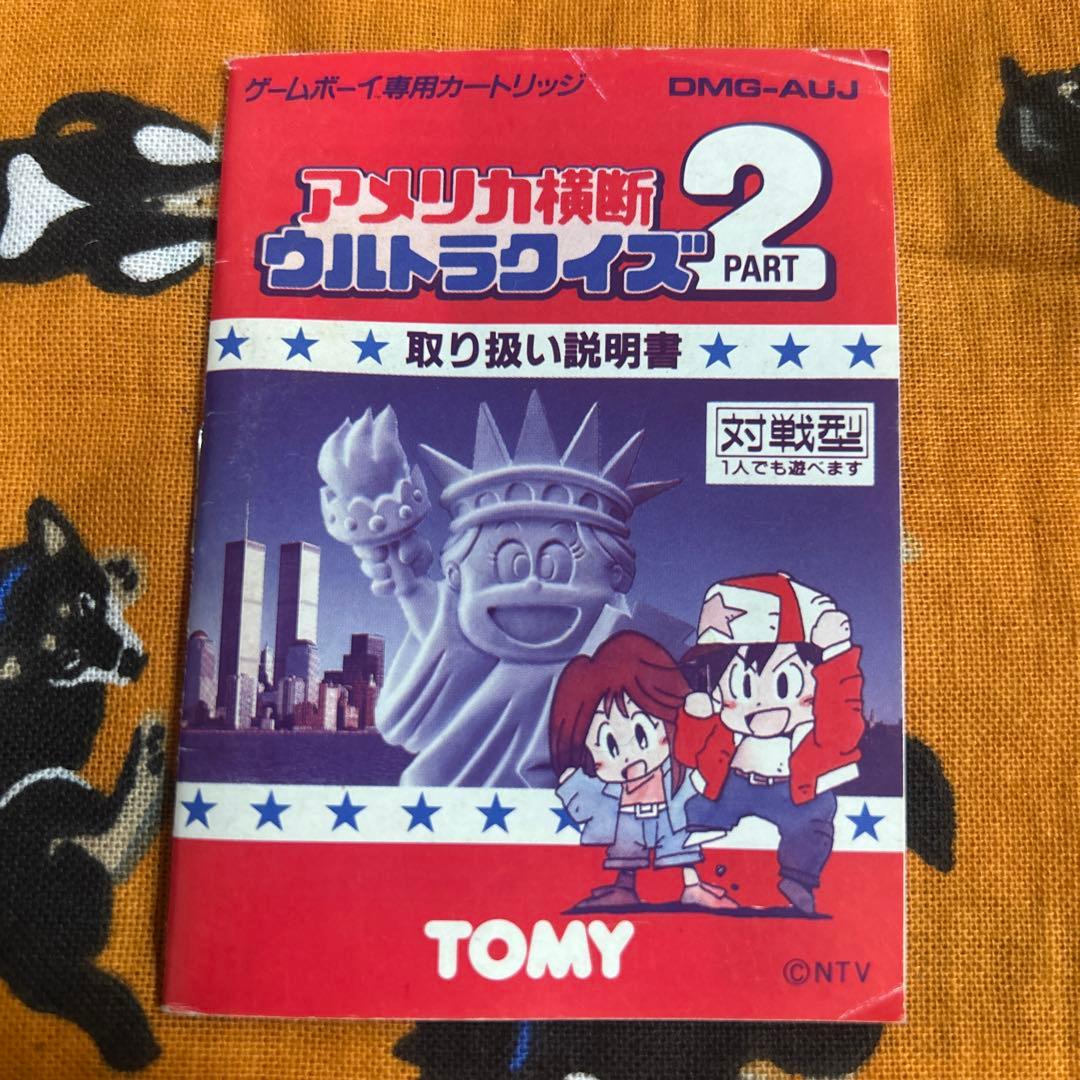 ゲームボーイ™専用カートリッジ DMG-AUJ
アメリカ横断
ウルトラクイズ
2
PART
取り扱い説明書
対戦型
1人でも遊べます
TOMY
©NTV